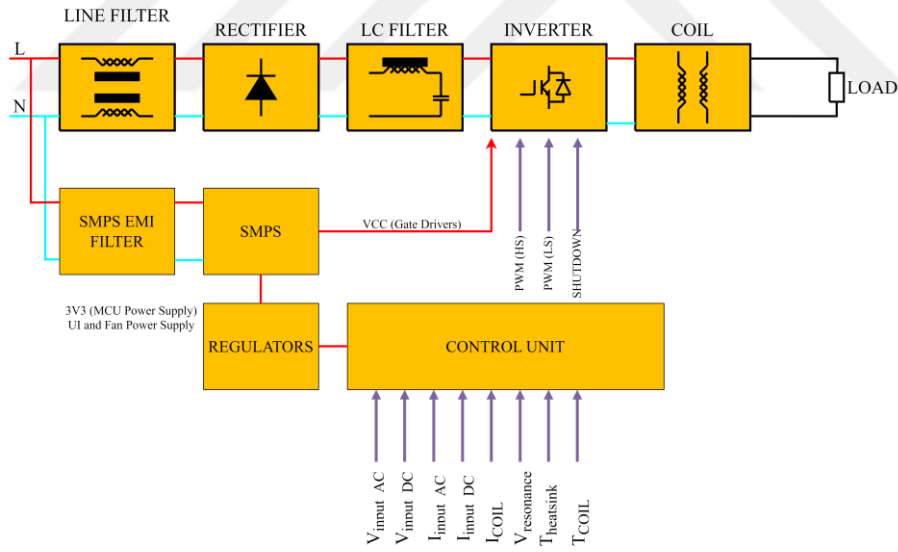 LINE FILTER
RECTIFIER
LC FILTER
INVERTER
COIL
L
N
LOAD
SMPS EMI
FILTER
SMPS
VCC (Gate Drivers)
PWM (HS)
PWM (LS)
SHUTDOWN
3V3 (MCU Power Supply)
UI and Fan Power Supply
REGULATORS
CONTROL UNIT
Vinput AC
Vinput DC
Iinput AC
Iinput DC
ICOIL
Vresonance
Theatsink
TCOIL